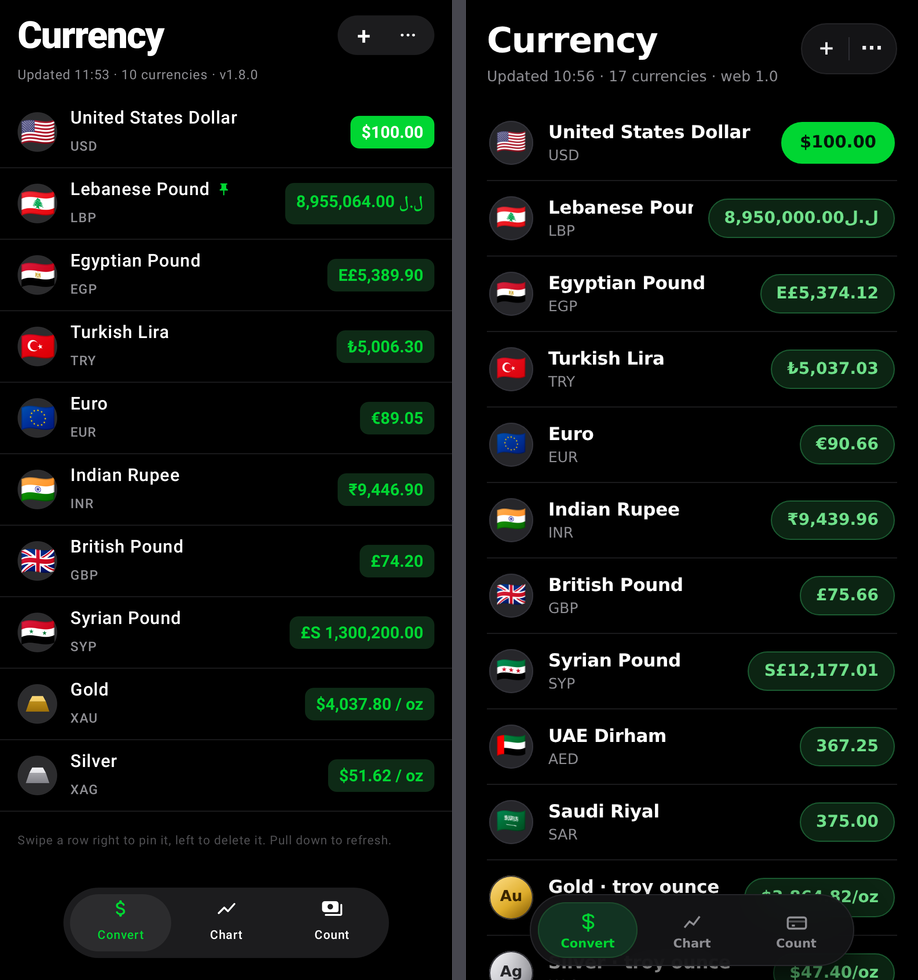 Currency
Updated 11:53 · 10 currencies · v1.8.0
United States Dollar
USD
$100.00
Lebanese Pound
LBP
8,955,064.00 ل.ل
Egyptian Pound
EGP
E£5,389.90
Turkish Lira
TRY
₺5,006.30
Euro
EUR
€89.05
Indian Rupee
INR
₹9,446.90
British Pound
GBP
£74.20
Syrian Pound
SYP
£S 1,300,200.00
Gold
XAU
$4,037.80 / oz
Silver
XAG
$51.62 / oz
Swipe a row right to pin it, left to delete it. Pull down to refresh.
Convert
Chart
Count
Currency
Updated 10:56 · 17 currencies · web 1.0
United States Dollar
USD
$100.00
Lebanese Pour
LBP
8,950,000.00ل.ل
Egyptian Pound
EGP
E£5,374.12
Turkish Lira
TRY
₺5,037.03
Euro
EUR
€90.66
Indian Rupee
INR
₹9,439.96
British Pound
GBP
£75.66
Syrian Pound
SYP
S£12,177.01
UAE Dirham
AED
367.25
Saudi Riyal
SAR
375.00
Au
Gold · troy ounce
Ag
Silver · troy ounce
$47.40/oz
Convert
Chart
Count